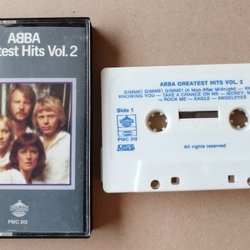 ABBA
Greatest Hits Vol. 2
PMC 312
ABBA GREATEST HITS VOL. 2
GIMME! GIMME! GIMME! (A Man After Midnight) —
KNOWING YOU — TAKE A CHANCE ON ME — MONEY, M
ROCK ME — EAGLE — ANGELEYES
Side 1
PMC 312
All rights reserved